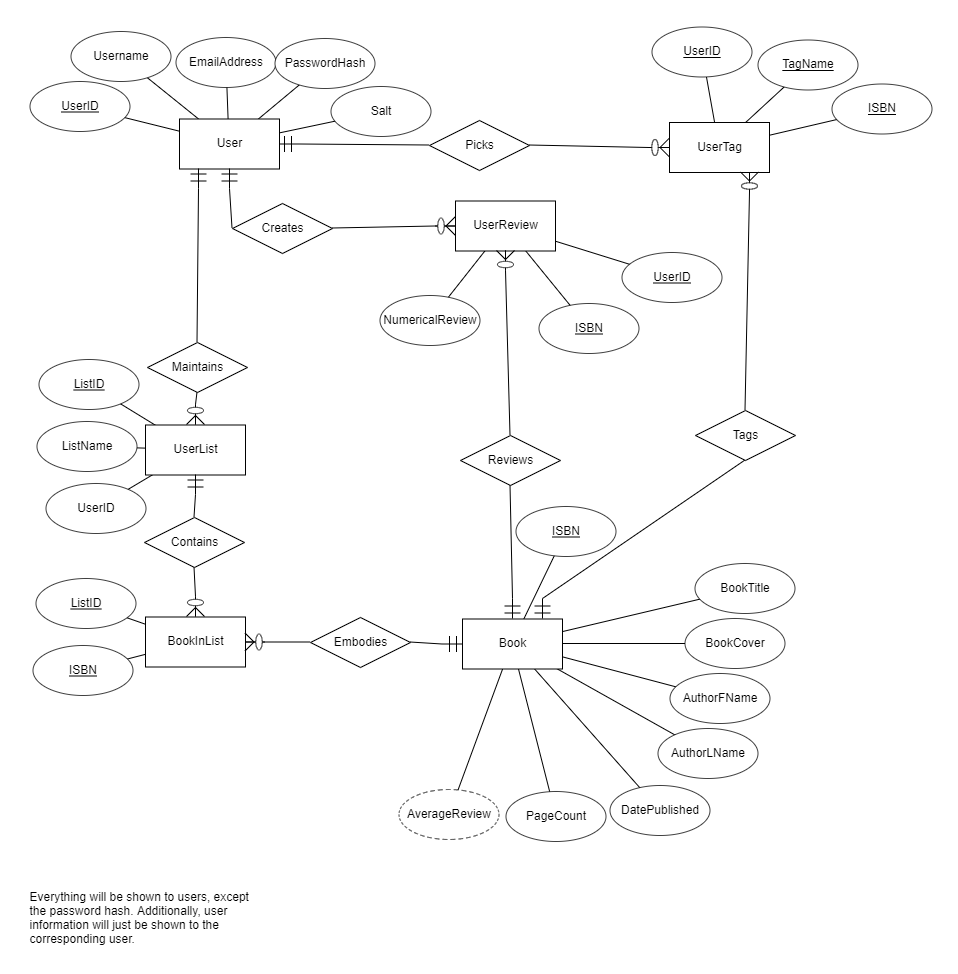 Username
EmailAddress
PasswordHash
UserID
TagName
UserID
ISBN
Salt
User
Picks
UserTag
Creates
UserReview
UserID
NumericalReview
ISBN
Maintains
ListID
ListName
UserList
Tags
Reviews
UserID
Contains
ISBN
BookTitle
ListID
BookInList
Embodies
Book
BookCover
ISBN
AuthorFName
AuthorLName
AverageReview
PageCount
DatePublished
Everything will be shown to users, except
the password hash. Additionally, user
information will just be shown to the
corresponding user.